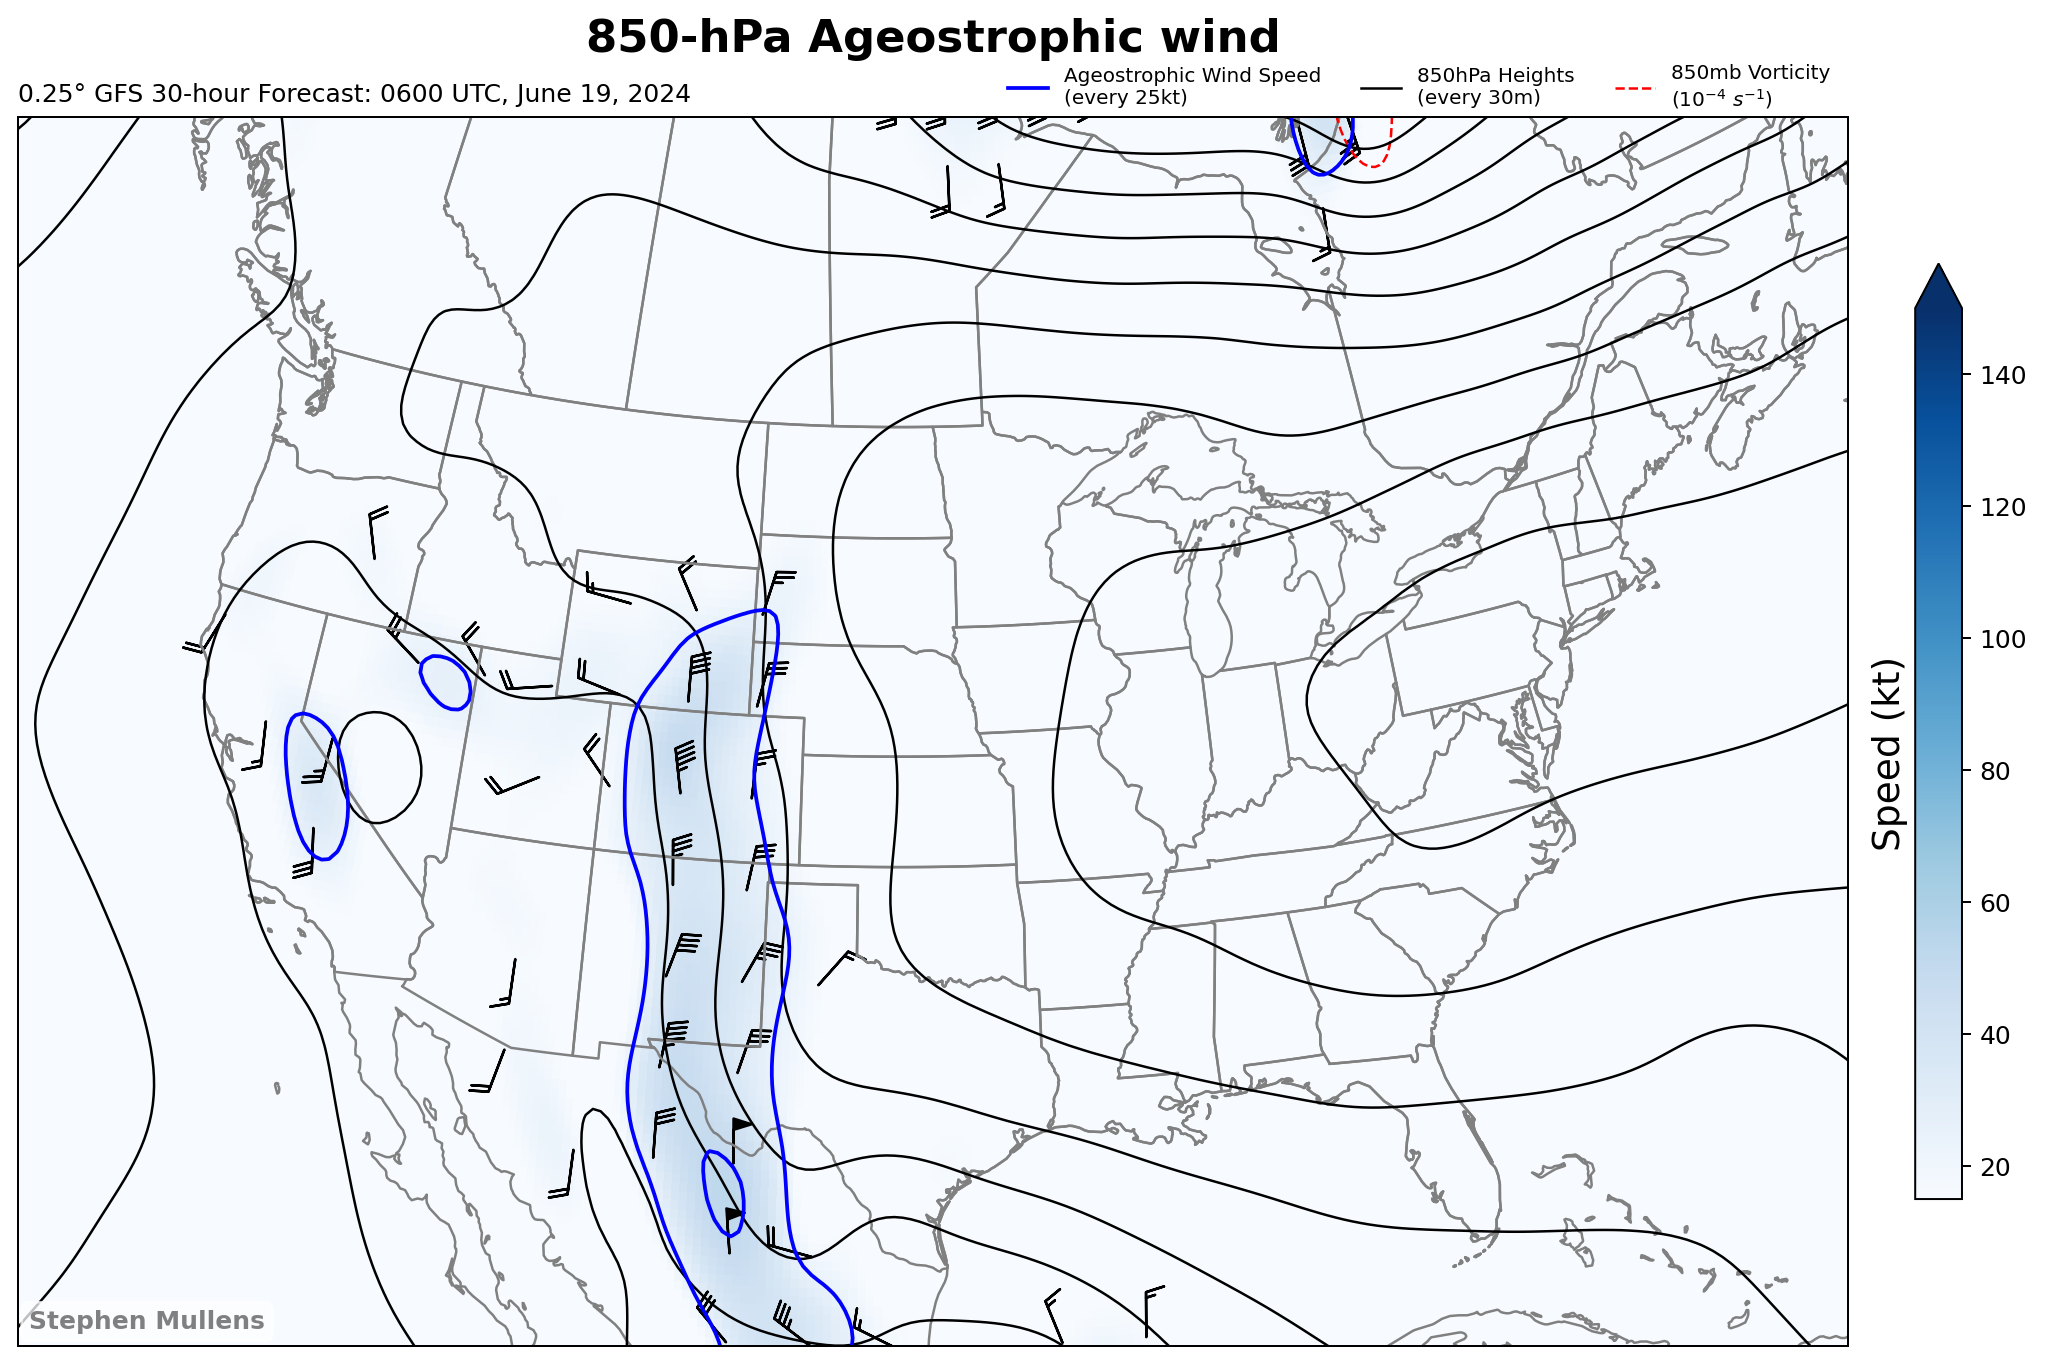 850-hPa Ageostrophic wind
0.25° GFS 30-hour Forecast: 0600 UTC, June 19, 2024
Ageostrophic Wind Speed
(every 25kt)
850hPa Heights
(every 30m)
850mb Vorticity
(10⁻⁴ s⁻¹)
140
120
100
80
60
40
20
Speed (kt)
Stephen Mullens